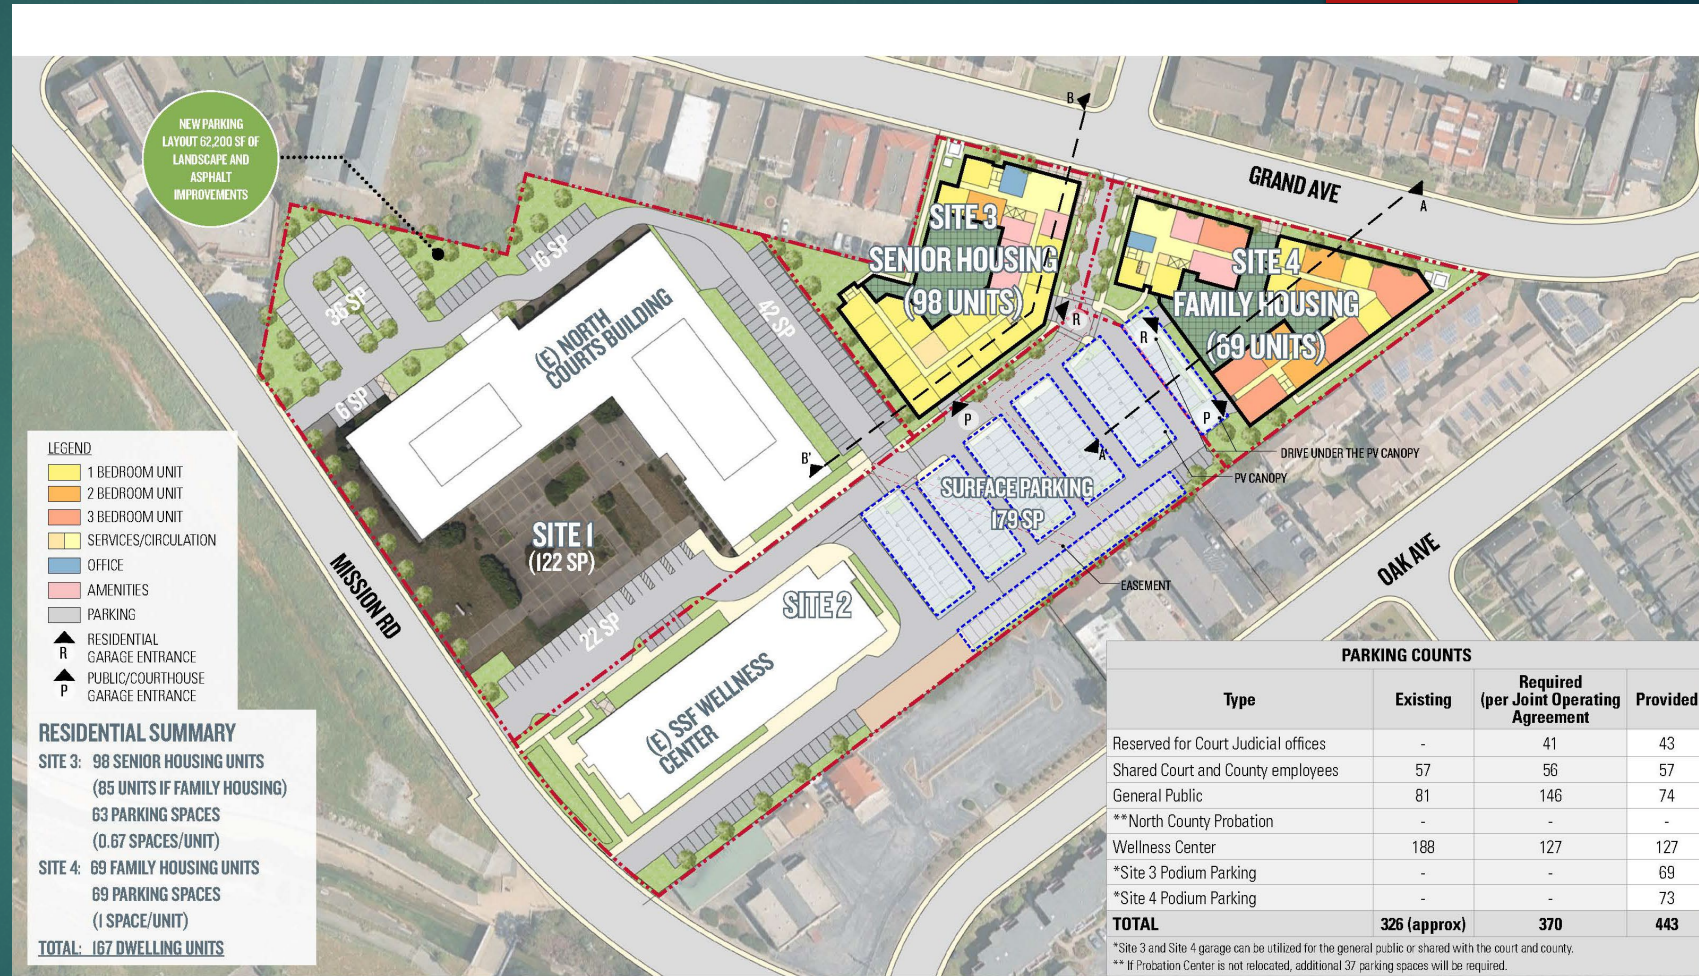 NEW PARKING
LAYOUT 62,200 SF OF
LANDSCAPE AND
ASPHALT
IMPROVEMENTS
B
GRAND AVE
A
SITE 3
SENIOR HOUSING
(98 UNITS)
SITE 4
FAMILY HOUSING
(69 UNITS)
16 SP
36 SP
42 SP
6 SP
(E) NORTH
COURTS BUILDING
R
R
P
P
B'
A'
DRIVE UNDER THE PV CANOPY
PV CANOPY
SURFACE PARKING
179 SP
EASEMENT
SITE 1
(122 SP)
22 SP
SITE 2
(E) SSF WELLNESS
CENTER
MISSION RD
OAK AVE
LEGEND
1 BEDROOM UNIT
2 BEDROOM UNIT
3 BEDROOM UNIT
SERVICES/CIRCULATION
OFFICE
AMENITIES
PARKING
R
RESIDENTIAL
GARAGE ENTRANCE
P
PUBLIC/COURTHOUSE
GARAGE ENTRANCE
RESIDENTIAL SUMMARY
SITE 3: 98 SENIOR HOUSING UNITS
(85 UNITS IF FAMILY HOUSING)
63 PARKING SPACES
(0.67 SPACES/UNIT)
SITE 4: 69 FAMILY HOUSING UNITS
69 PARKING SPACES
(1 SPACE/UNIT)
TOTAL: 167 DWELLING UNITS
PARKING COUNTS
Type Existing Required (per Joint Operating Agreement Provided
Reserved for Court Judicial offices - 41 43
Shared Court and County employees 57 56 57
General Public 81 146 74
**North County Probation - - -
Wellness Center 188 127 127
*Site 3 Podium Parking - - 69
*Site 4 Podium Parking - - 73
TOTAL 326 (approx) 370 443
*Site 3 and Site 4 garage can be utilized for the general public or shared with the court and county.
** If Probation Center is not relocated, additional 37 parking spaces will be required.